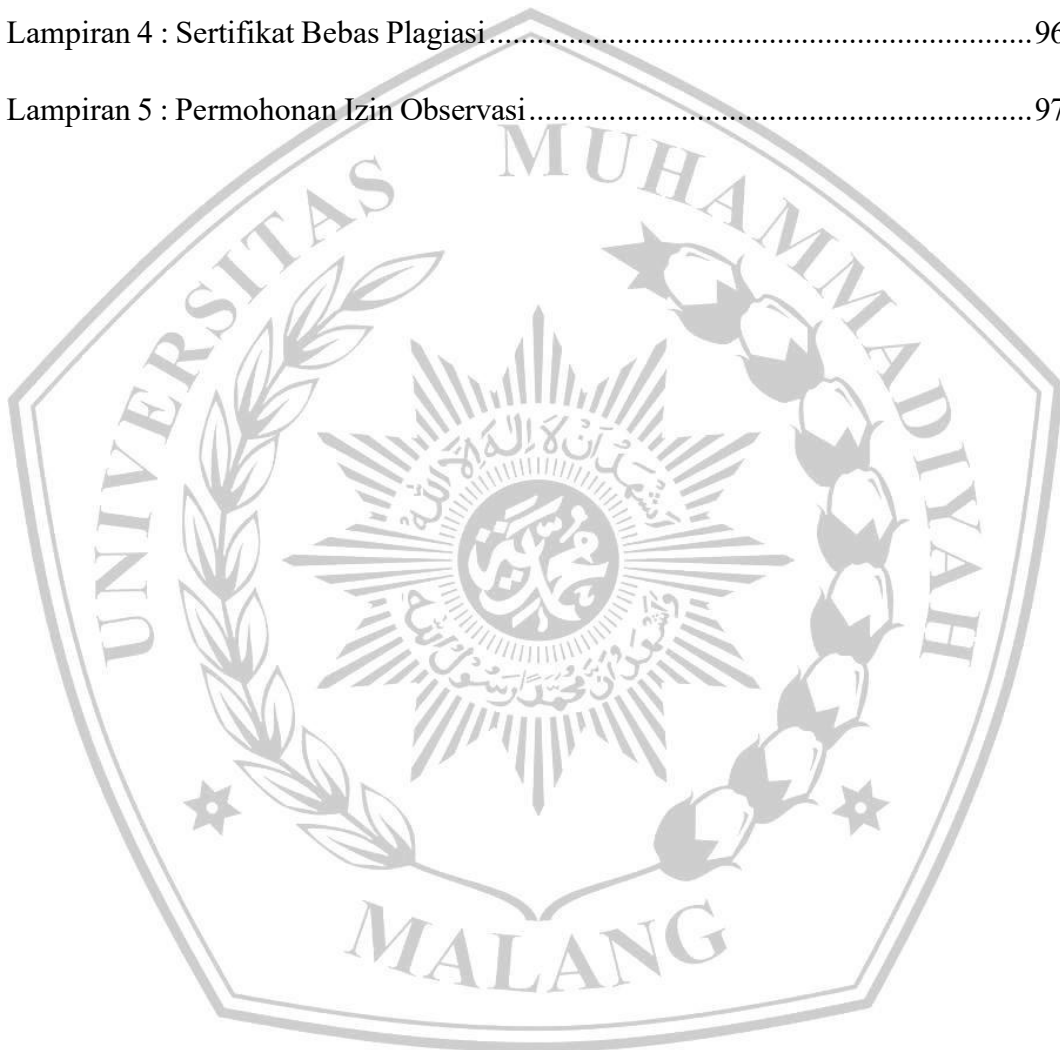 Lampiran 4 : Sertifikat Bebas Plagiasi....................................................................96
Lampiran 5 : Permohonan Izin Observasi...............................................................97
UNIVERSITAS MUHAMMADIYAH
MALANG